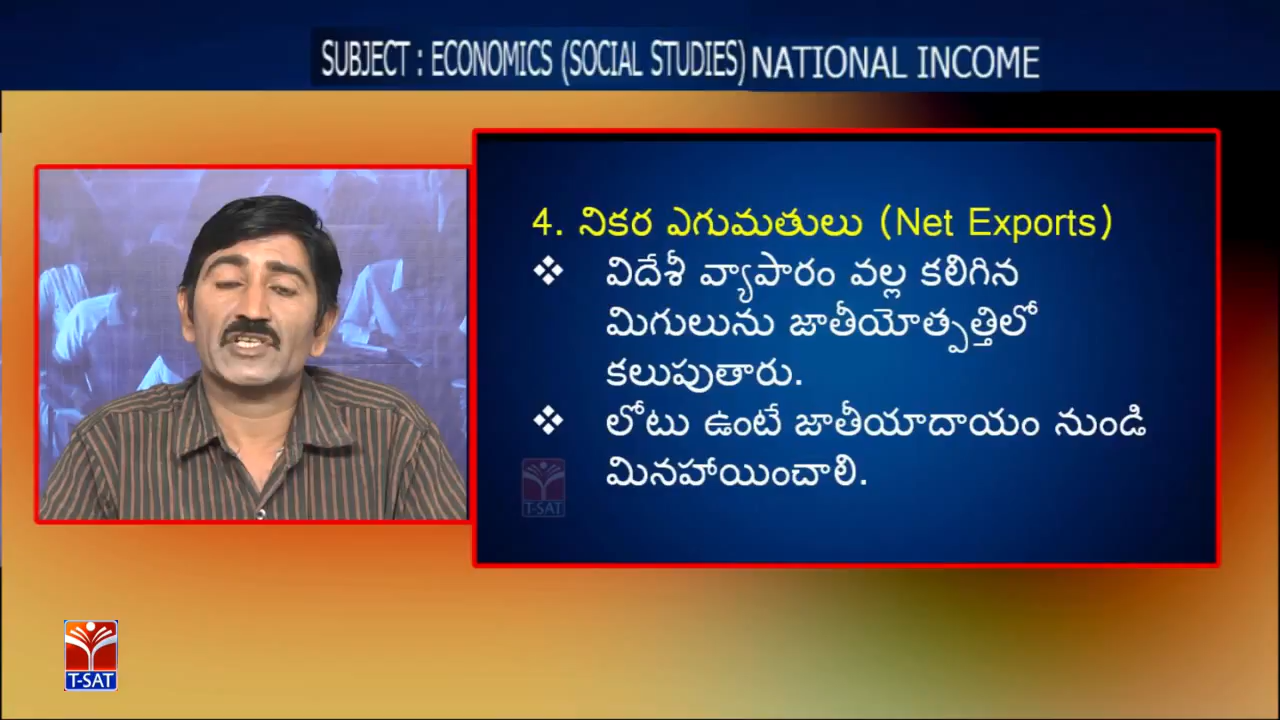 SUBJECT : ECONOMICS (SOCIAL STUDIES) NATIONAL INCOME
4. నికర ఎగుమతులు (Net Exports)
❖ విదేశీ వ్యాపారం వల్ల కలిగిన
మిగులును జాతీయోత్పత్తిలో
కలుపుతారు.
❖ లోటు ఉంటే జాతీయాదాయం నుండి
మినహాయించాలి.
T-SAT
T-SAT